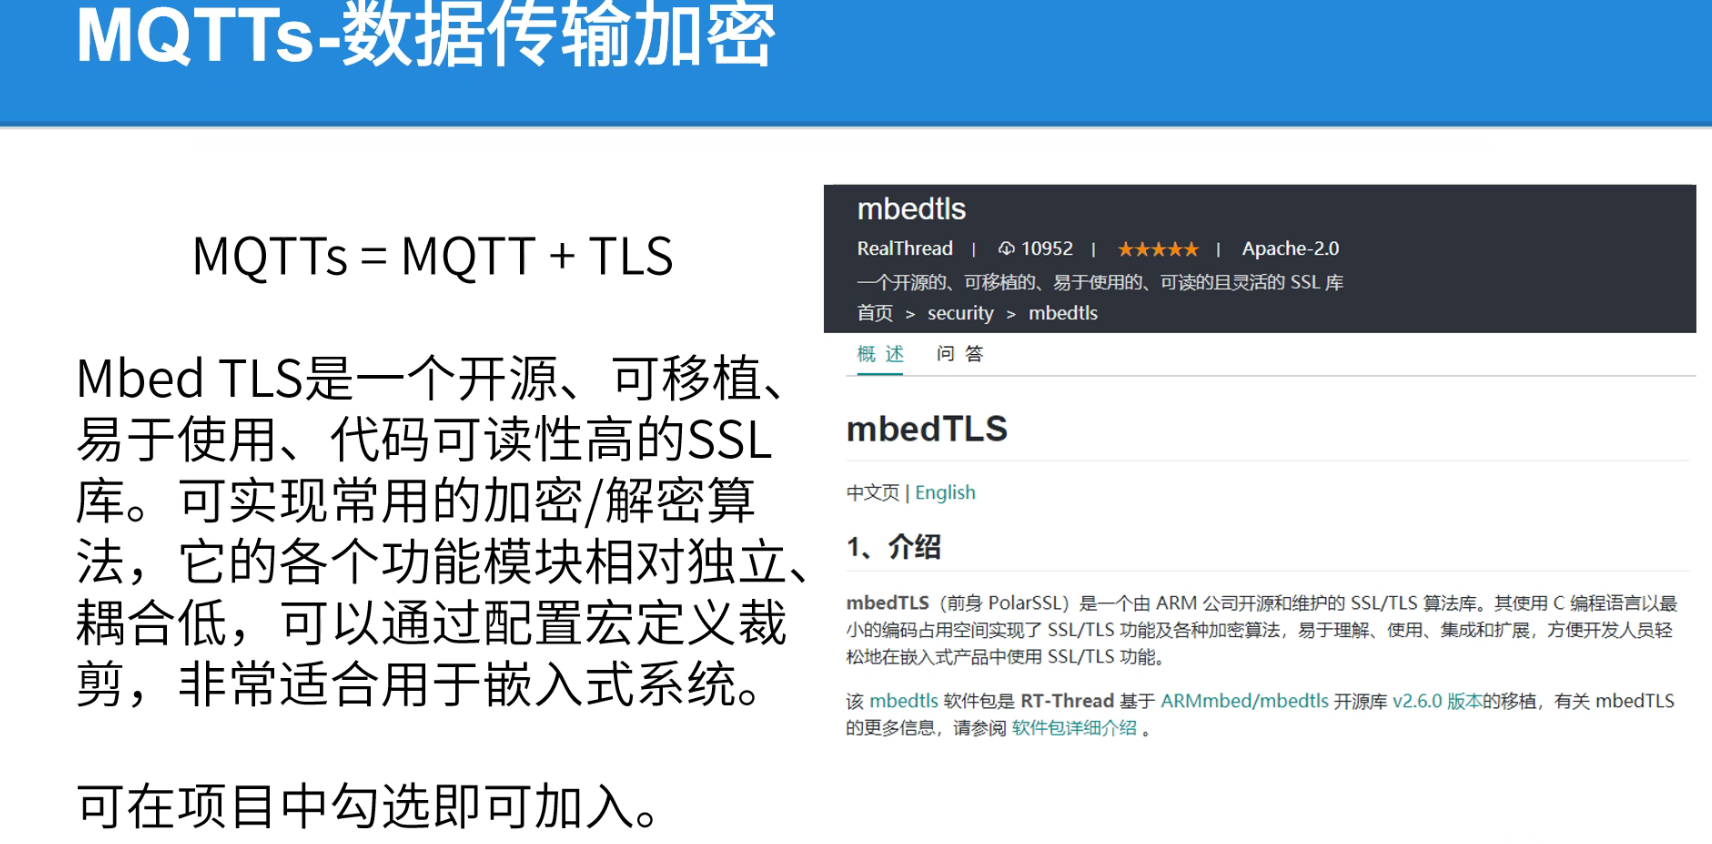 MQTTs-数据传输加密
MQTTs = MQTT + TLS
Mbed TLS是一个开源、可移植、
易于使用、代码可读性高的SSL
库。可实现常用的加密/解密算
法，它的各个功能模块相对独立、
耦合低，可以通过配置宏定义裁
剪，非常适合用于嵌入式系统。
可在项目中勾选即可加入。
mbedtls
RealThread | 10952 | ★★★★★ | Apache-2.0
一个开源的、可移植的、易于使用的、可读的且灵活的 SSL 库
首页 > security > mbedtls
概 述 问 答
mbedTLS
中文页 | English
1、介绍
mbedTLS（前身 PolarSSL）是一个由 ARM 公司开源和维护的 SSL/TLS 算法库。其使用 C 编程语言以最
小的编码占用空间实现了 SSL/TLS 功能及各种加密算法，易于理解、使用、集成和扩展，方便开发人员轻
松地在嵌入式产品中使用 SSL/TLS 功能。
该 mbedtls 软件包是 RT-Thread 基于 ARMmbed/mbedtls 开源库 v2.6.0 版本的移植，有关 mbedTLS
的更多信息，请参阅 软件包详细介绍 。